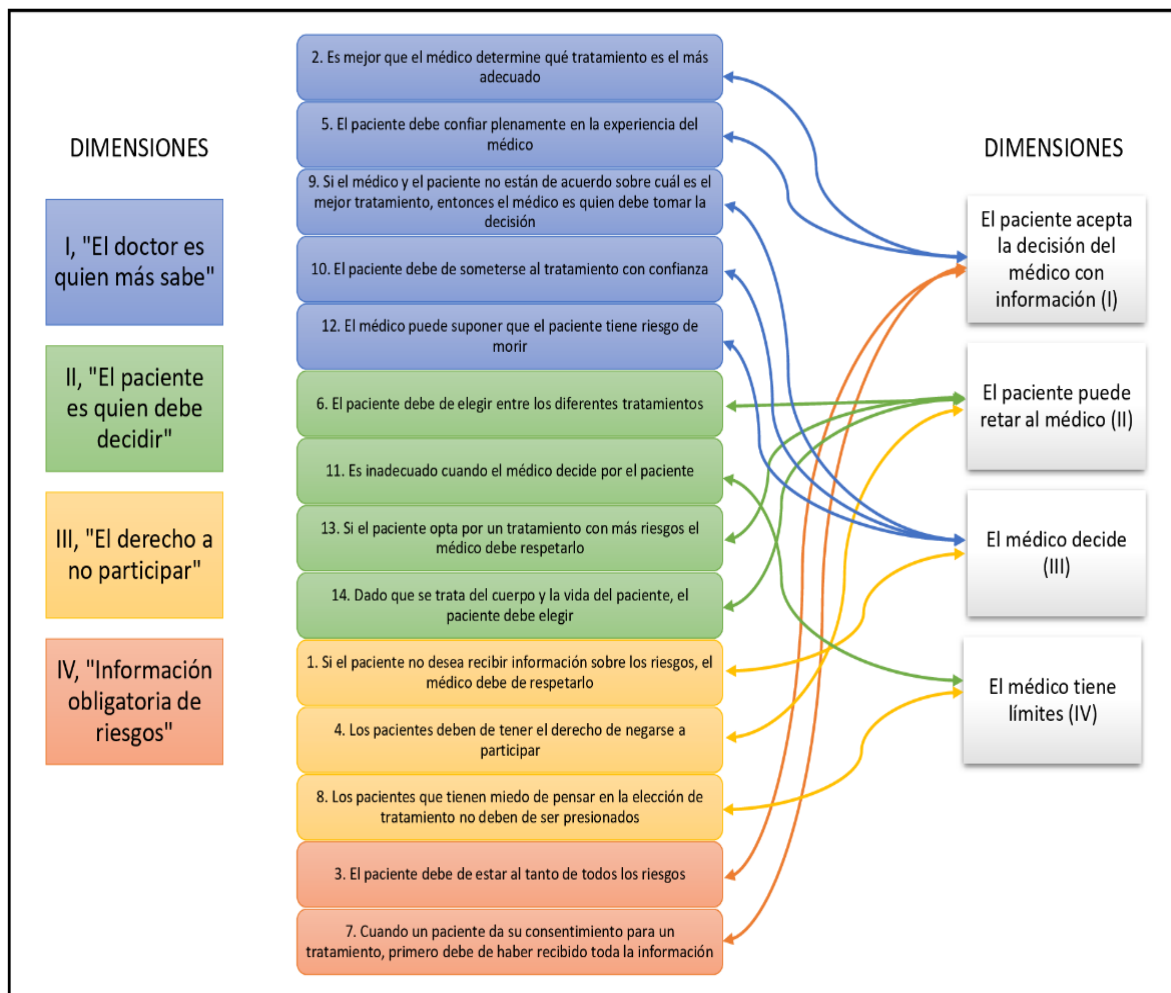 DIMENSIONES
I, "El doctor es
quien más sabe"
II, "El paciente
es quien debe
decidir"
III, "El derecho a
no participar"
IV, "Información
obligatoria de
riesgos"
2. Es mejor que el médico determine qué tratamiento es el más
adecuado
5. El paciente debe confiar plenamente en la experiencia del
médico
9. Si el médico y el paciente no están de acuerdo sobre cuál es el
mejor tratamiento, entonces el médico es quien debe tomar la
decisión
10. El paciente debe de someterse al tratamiento con confianza
12. El médico puede suponer que el paciente tiene riesgo de
morir
6. El paciente debe de elegir entre los diferentes tratamientos
11. Es inadecuado cuando el médico decide por el paciente
13. Si el paciente opta por un tratamiento con más riesgos el
médico debe respetarlo
14. Dado que se trata del cuerpo y la vida del paciente, el
paciente debe elegir
1. Si el paciente no desea recibir información sobre los riesgos, el
médico debe de respetarlo
4. Los pacientes deben de tener el derecho de negarse a
participar
8. Los pacientes que tienen miedo de pensar en la elección de
tratamiento no deben de ser presionados
3. El paciente debe de estar al tanto de todos los riesgos
7. Cuando un paciente da su consentimiento para un
tratamiento, primero debe de haber recibido toda la información
DIMENSIONES
El paciente acepta
la decisión del
médico con
información (I)
El paciente puede
retar al médico (II)
El médico decide
(III)
El médico tiene
límites (IV)